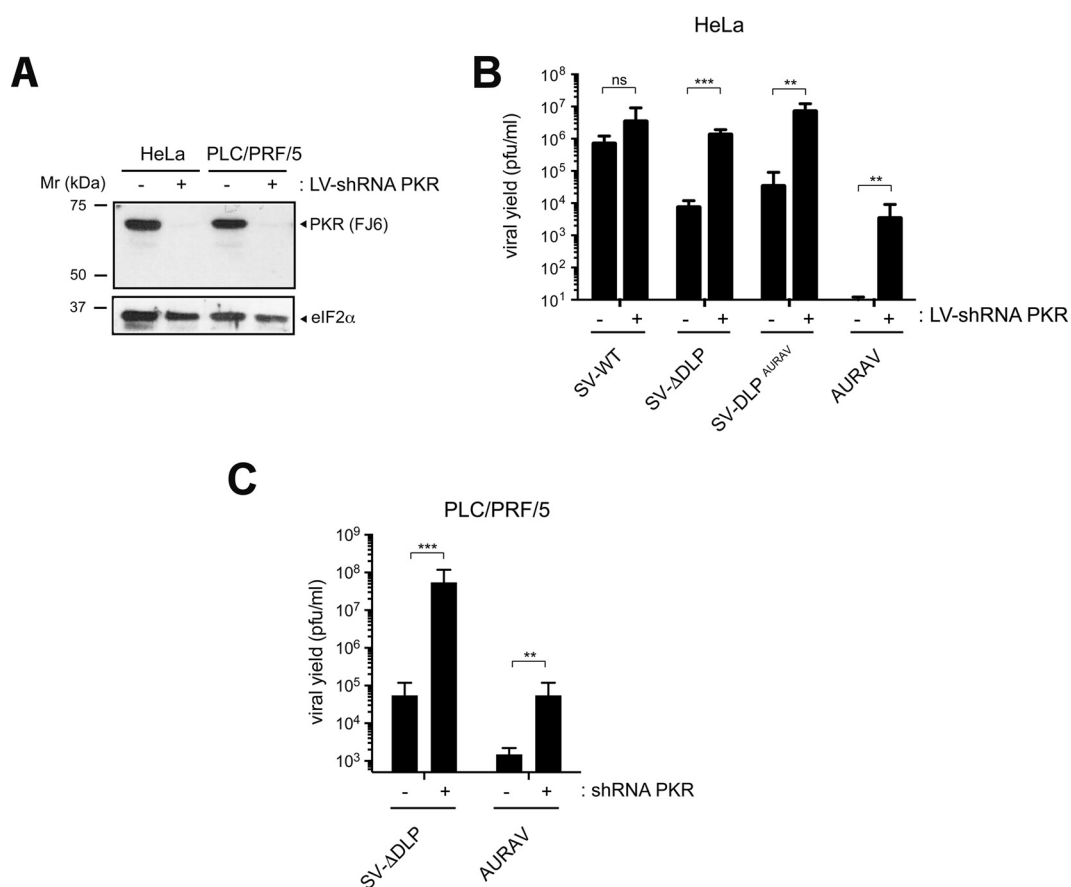 A
HeLa PLC/PRF/5
Mr (kDa) - + - + : LV-shRNA PKR
75
PKR (FJ6)
50
37
eIF2α
B
HeLa
viral yield (pfu/ml)
10⁸
10⁷
10⁶
10⁵
10⁴
10³
10²
10¹
ns *** ** **
- + - + - + - + : LV-shRNA PKR
SV-WT
SV-ΔDLP
SV-DLP AURAV
AURAV
C
PLC/PRF/5
viral yield (pfu/ml)
10⁹
10⁸
10⁷
10⁶
10⁵
10⁴
10³
*** **
- + - + : shRNA PKR
SV-ΔDLP
AURAV